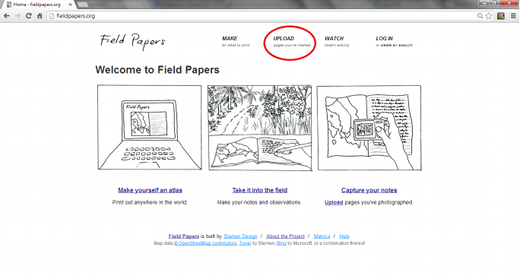 Home - fieldpapers.org
fieldpapers.org
Field Papers
MAKE
an atlas to print
UPLOAD
pages you've marked
WATCH
recent activity
LOG IN
or
Welcome to Field Papers
Field Papers
Make yourself an atlas
Print out anywhere in the world.
Take it into the field
Make your notes and observations.
Capture your notes
Upload pages you've photographed.
Field Papers is built by Stamen Design / About the Project / Metrics / Help
Map data © OpenStreetMap contributors, Toner by Stamen, Bing by Microsoft, or a combination thereof.